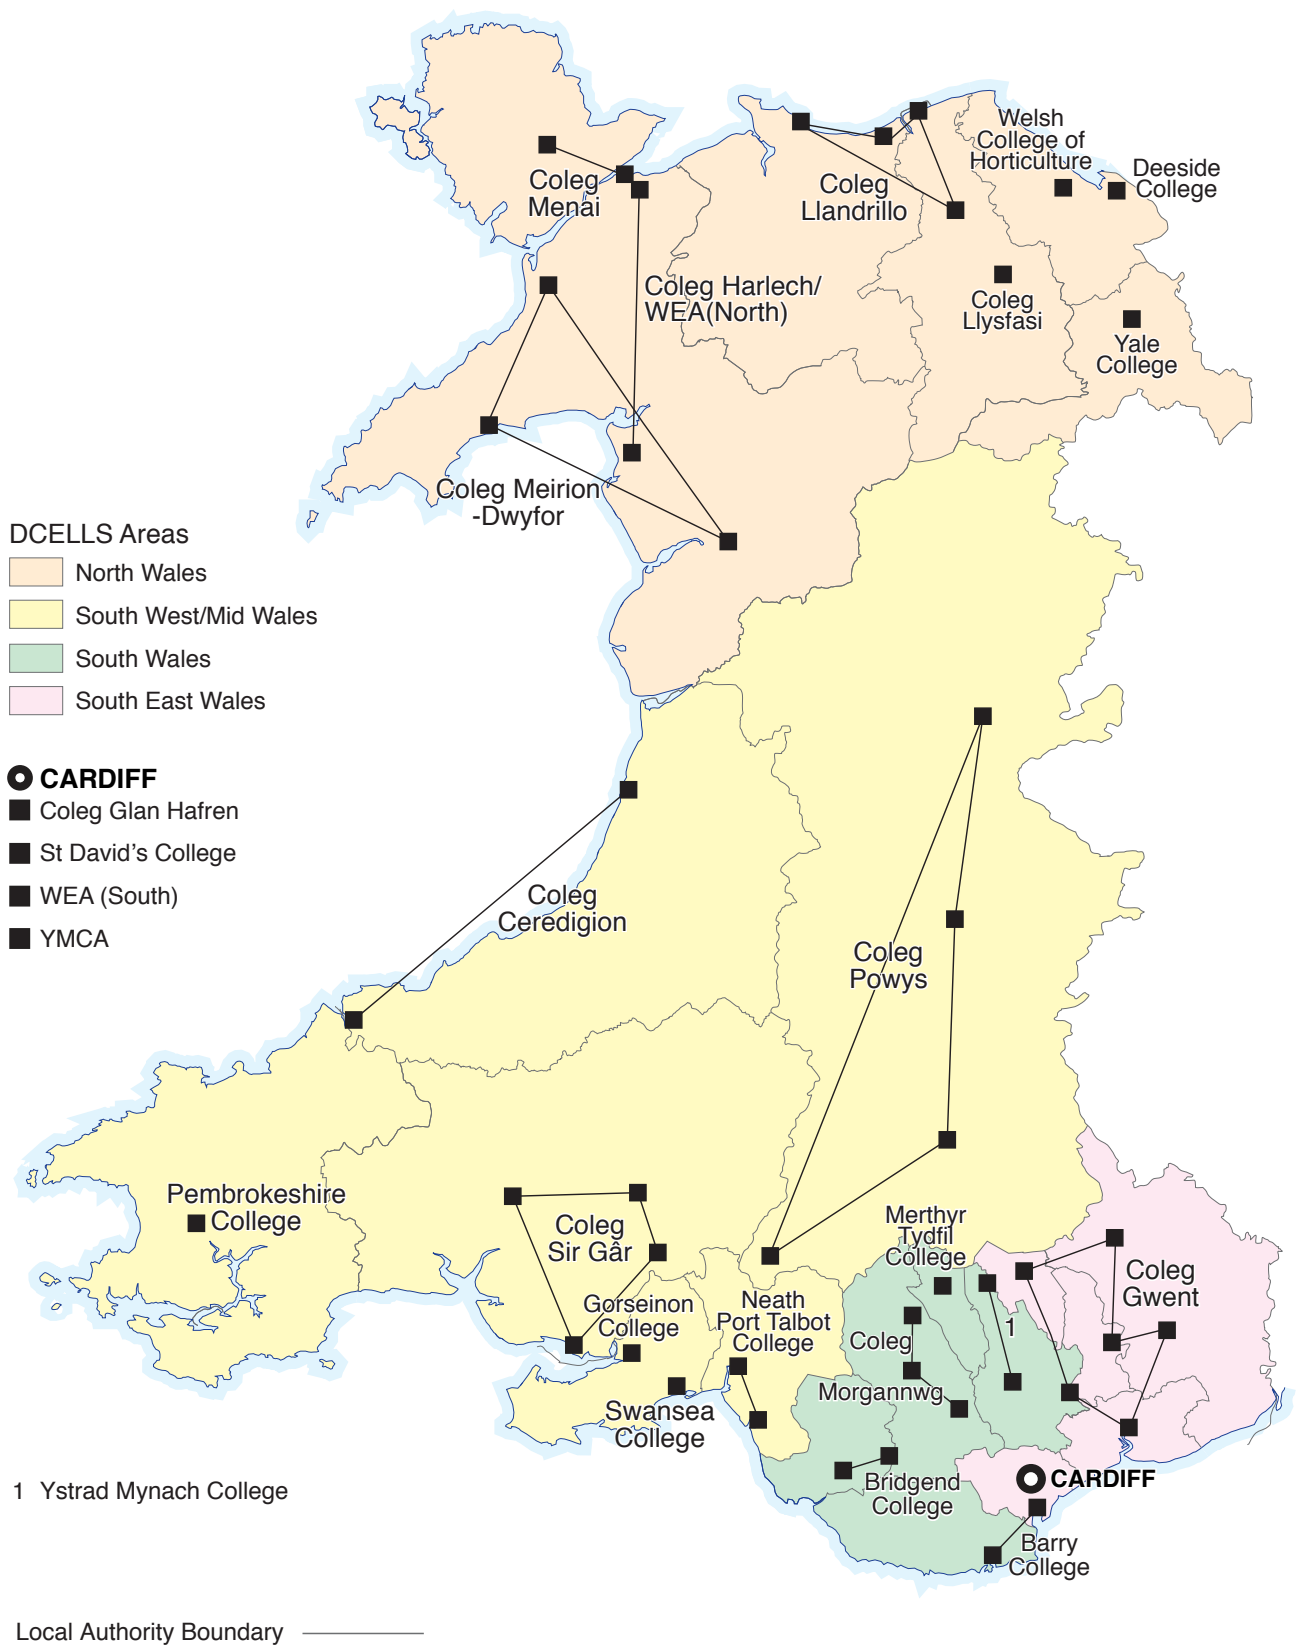 Welsh
College of
Horticulture
Deeside
College
Coleg
Menai
Coleg
Llandrillo
Coleg Harlech/
WEA(North)
Coleg
Llysfasi
Yale
College
Coleg Meirion
-Dwyfor
DCELLS Areas
North Wales
South West/Mid Wales
South Wales
South East Wales
CARDIFF
Coleg Glan Hafren
St David’s College
WEA (South)
YMCA
Coleg
Ceredigion
Coleg
Powys
Pembrokeshire
College
Coleg
Sir Gâr
Merthyr
Tydfil
College
Coleg
Gwent
Gorseinon
College
Neath
Port Talbot
College
1
Coleg
Morgannwg
Swansea
College
Bridgend
College
CARDIFF
Barry
College
1 Ystrad Mynach College
Local Authority Boundary